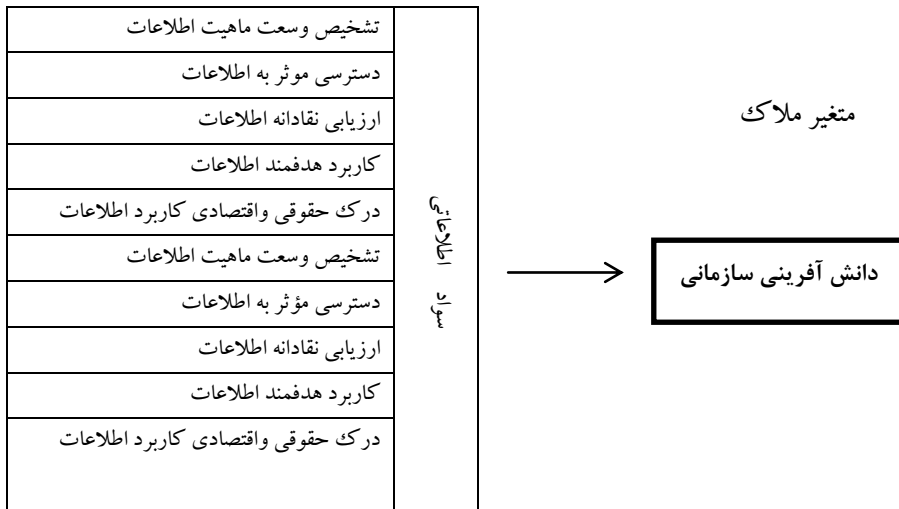 متغیر ملاک
دانش آفرینی سازمانی
سواد اطلاعاتی
تشخیص وسعت ماهیت اطلاعات
دسترسی موثر به اطلاعات
ارزیابی نقادانه اطلاعات
کاربرد هدفمند اطلاعات
درک حقوقی واقتصادی کاربرد اطلاعات
تشخیص وسعت ماهیت اطلاعات
دسترسی مؤثر به اطلاعات
ارزیابی نقادانه اطلاعات
کاربرد هدفمند اطلاعات
درک حقوقی واقتصادی کاربرد اطلاعات